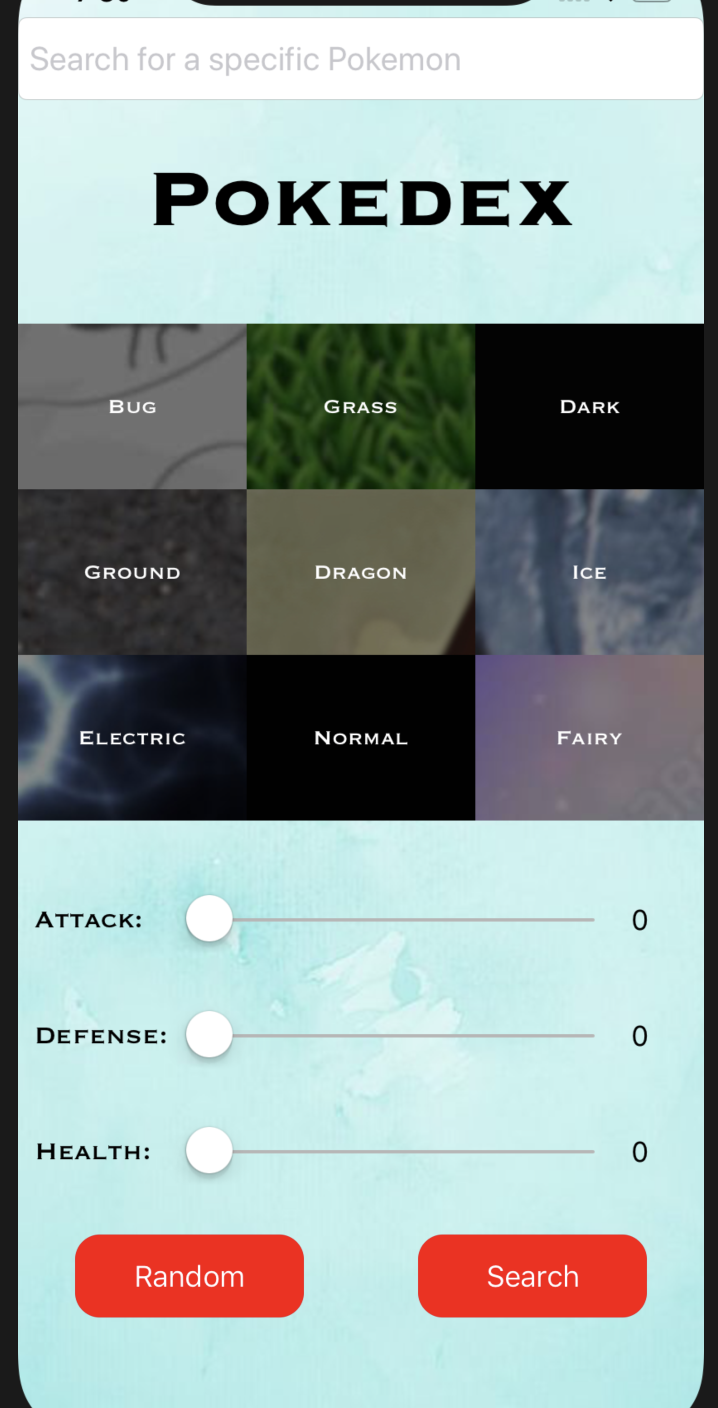 Search for a specific Pokemon
Pokedex
Bug Grass Dark
Ground Dragon Ice
Electric Normal Fairy
Attack: 0
Defense: 0
Health: 0
Random Search